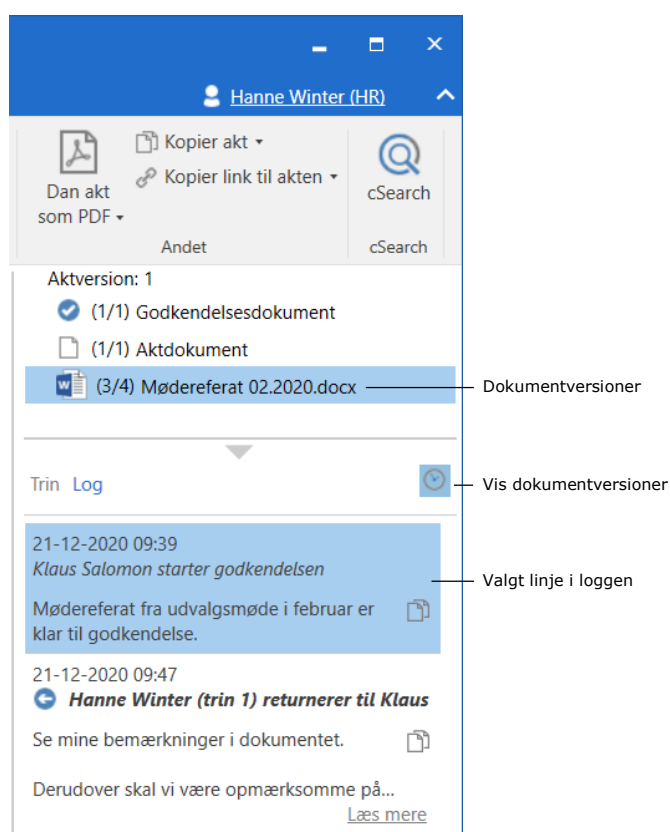 Hanne Winter (HR)
Dan akt
som PDF
Kopier akt
Kopier link til akten
cSearch
Andet
cSearch
Aktversion: 1
(1/1) Godkendelsesdokument
(1/1) Aktdokument
(3/4) Mødereferat 02.2020.docx
Dokumentversioner
Trin Log
Vis dokumentversioner
21-12-2020 09:39
Klaus Salomon starter godkendelsen
Valgt linje i loggen
Mødereferat fra udvalgsmøde i februar er
klar til godkendelse.
21-12-2020 09:47
Hanne Winter (trin 1) returnerer til Klaus
Se mine bemærkninger i dokumentet.
Derudover skal vi være opmærksomme på...
Læs mere